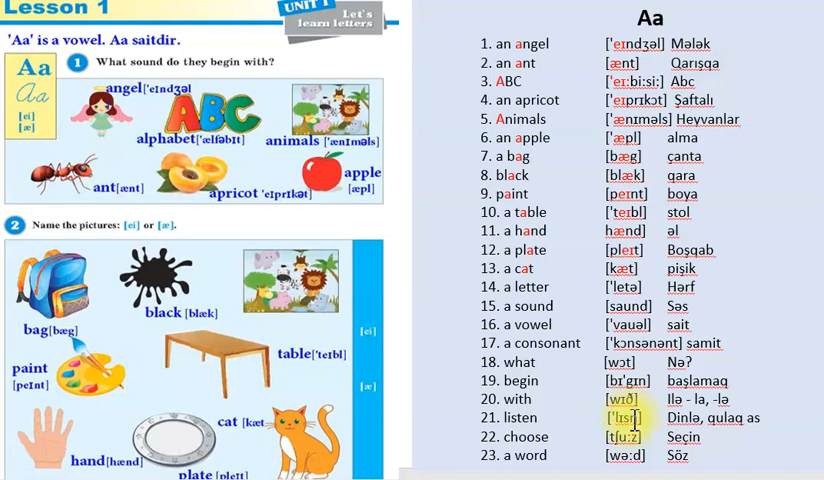 Lesson 1
UNIT 1
Let's
learn letters
'Aa' is a vowel. Aa saitdir.
Aa
Aa
[ei]
[æ]
1 What sound do they begin with?
angel['eɪndʒəl
ABC
alphabet['ælfəbɪt]
animals ['ænɪməls]
ant[ænt]
apricot 'eɪprɪkət]
apple
[æpl]
2 Name the pictures: [ei] or [æ].
bag[bæg]
black [blæk]
[ei]
paint
[peɪnt]
table['teɪbl]
[æ]
hand[hænd]
plate [pleɪt]
cat [kæt
Aa
1. an angel ['eɪndʒəl] Mələk
2. an ant [ænt] Qarışqa
3. ABC ['eɪ:bi:si:] Abç
4. an apricot ['eɪprɪkɔt] Şaftalı
5. Animals ['ænɪməls] Heyvanlar
6. an apple ['æpl] alma
7. a bag [bæg] çanta
8. black [blæk] qara
9. paint [peɪnt] boya
10. a table ['teɪbl] stol
11. a hand hænd] əl
12. a plate [pleɪt] Boşqab
13. a cat [kæt] pişik
14. a letter ['letə] Hərf
15. a sound [saund] Səs
16. a vowel ['vauəl] sait
17. a consonant ['kɔnsənənt] samit
18. what [wɔt] Nə?
19. begin [bɪ'gɪn] başlamaq
20. with [wɪð] Ilə - la, -lə
21. listen ['lɪsn] Dinlə, qulaq as
22. choose [tʃu:z] Seçin
23. a word [wə:d] Söz